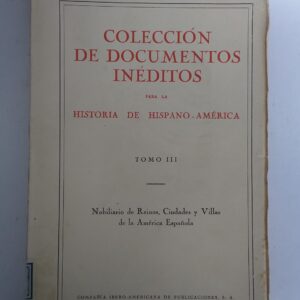 COLECCIÓN
DE DOCUMENTOS
INÉDITOS
PARA LA
HISTORIA DE HISPANO-AMÉRICA
TOMO III
Nobiliario de Reinos, Ciudades y Villas
de la América Española
COMPAÑÍA IBERO-AMERICANA DE PUBLICACIONES, S. A.